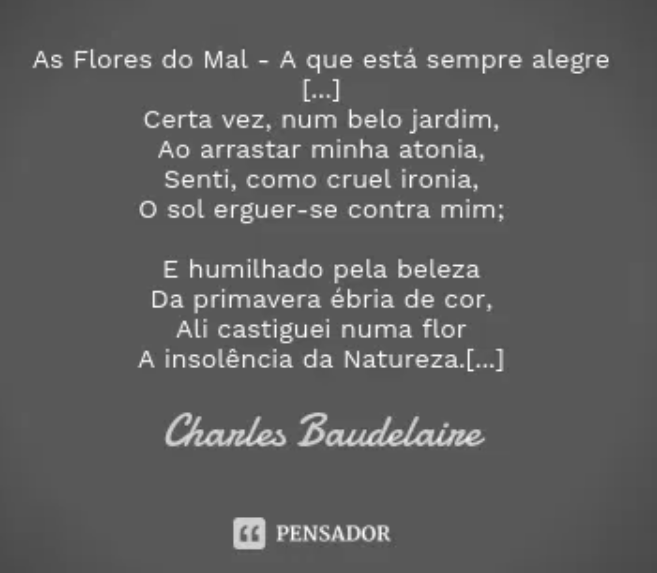 As Flores do Mal - A que está sempre alegre
[...]
Certa vez, num belo jardim,
Ao arrastar minha atonia,
Senti, como cruel ironia,
O sol erguer-se contra mim;
E humilhado pela beleza
Da primavera ébria de cor,
Ali castiguei numa flor
A insolência da Natureza.[...]
Charles Baudelaire
PENSADOR